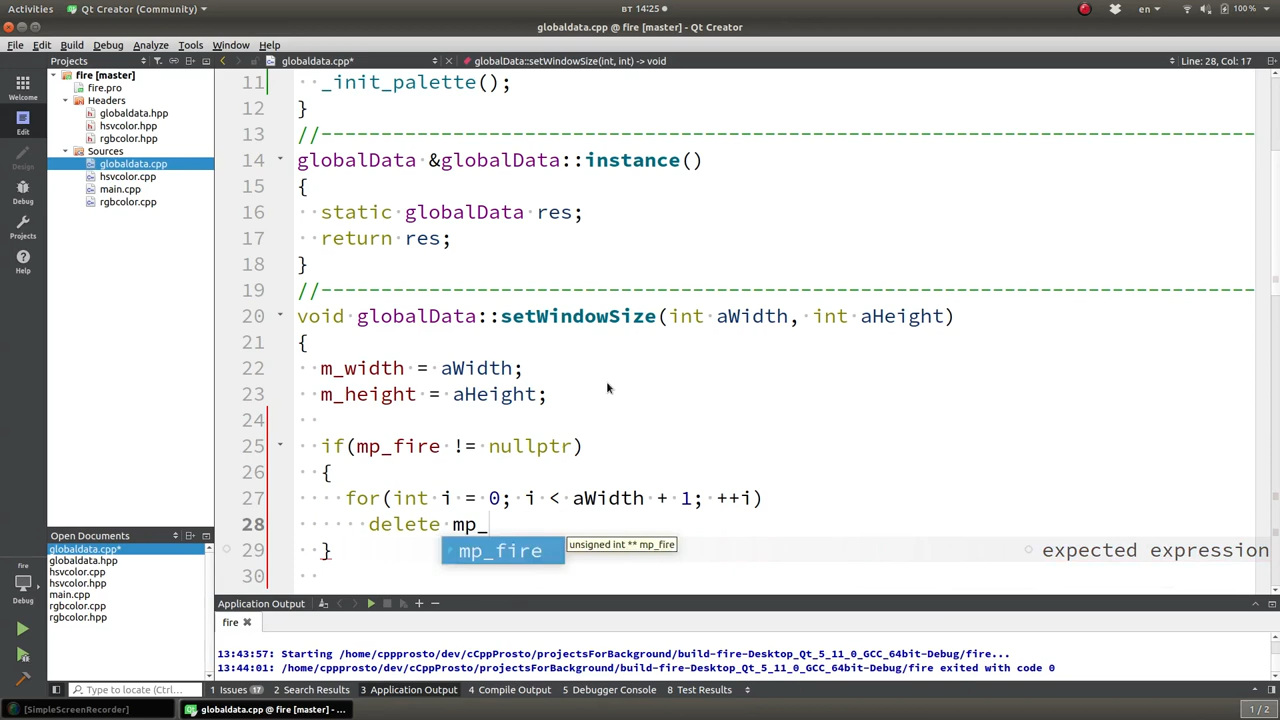 Activities Qt Creator (Community) вт 14:25 en 100 %
globaldata.cpp @ fire [master] - Qt Creator
File Edit Build Debug Analyze Tools Window Help
Projects globaldata.cpp* globalData::setWindowSize(int, int) -> void Line: 28, Col: 17
Welcome
Edit
Design
Debug
Projects
Help
fire [master]
fire.pro
Headers
globaldata.hpp
hsvcolor.hpp
rgbcolor.hpp
Sources
globaldata.cpp
hsvcolor.cpp
main.cpp
rgbcolor.cpp
11 _init_palette();
12 }
13 //------------------------------------------------------------------------------
14 globalData &globalData::instance()
15 {
16 static globalData res;
17 return res;
18 }
19 //------------------------------------------------------------------------------
20 void globalData::setWindowSize(int aWidth, int aHeight)
21 {
22 m_width = aWidth;
23 m_height = aHeight;
24
25 if(mp_fire != nullptr)
26 {
27 for(int i = 0; i < aWidth + 1; ++i)
28 delete mp_
29 } expected expression
30
mp_fire
unsigned int ** mp_fire
Open Documents
globaldata.cpp*
globaldata.hpp
hsvcolor.cpp
hsvcolor.hpp
main.cpp
rgbcolor.cpp
rgbcolor.hpp
fire
Debug
Application Output
fire
13:43:57: Starting /home/cppprosto/dev/cCppProsto/projectsForBackground/build-fire-Desktop_Qt_5_11_0_GCC_64bit-Debug/fire...
13:44:01: /home/cppprosto/dev/cCppProsto/projectsForBackground/build-fire-Desktop_Qt_5_11_0_GCC_64bit-Debug/fire exited with code 0
Type to locate (Ctrl... 1 Issues 17 2 Search Results 3 Application Output 4 Compile Output 5 Debugger Console 8 Test Results
[SimpleScreenRecorder] globaldata.cpp @ fire [master] - ... 1 / 2